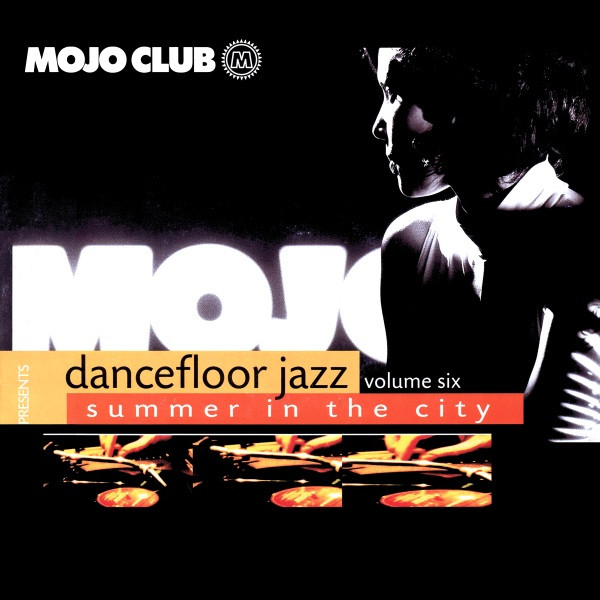 MOJO CLUB M
MOJO
PRESENTS
dancefloor jazz volume six
summer in the city